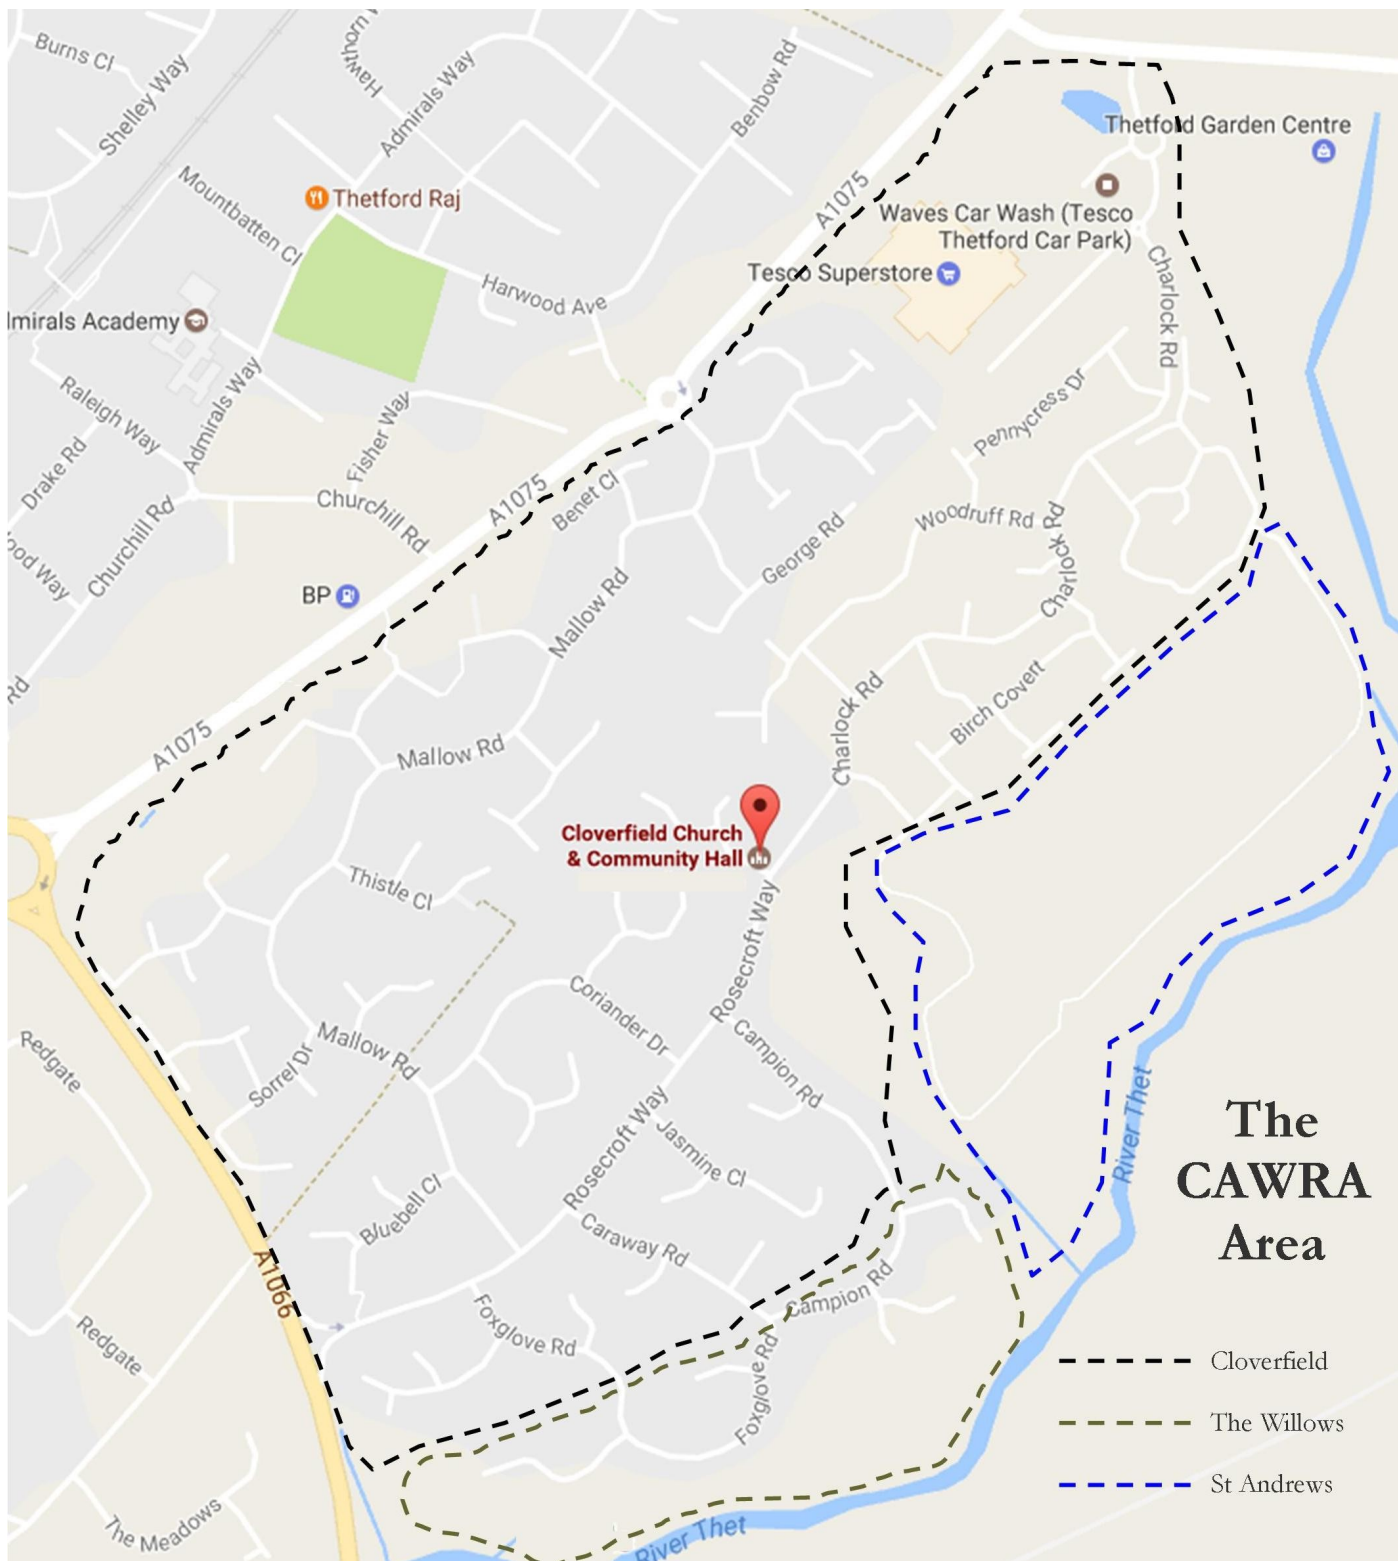 Burns Cl
Shelley Way
Hawthorn
Admirals Way
Benbow Rd
Thetford Garden Centre
Mountbatten Cl
Thetford Raj
A1075
Waves Car Wash (Tesco
Thetford Car Park)
Tesco Superstore
Harwood Ave
Charlock Rd
lmirals Academy
Raleigh Way
Admirals Way
Fisher Way
Pennycress Dr
Drake Rd
Churchill Rd
Churchill Rd
A1075
Benet Cl
Woodruff Rd
Charlock Rd
George Rd
ood Way
BP
Mallow Rd
Rd
Charlock Rd
Birch Covert
A1075
Mallow Rd
Cloverfield Church
& Community Hall
Thistle Cl
Rosecroft Way
Coriander Dr
Mallow Rd
Sorrel Dr
Campion Rd
Redgate
Rosecroft Way
Jasmine Cl
River Thet
The
CAWRA
Area
Bluebell Cl
Caraway Rd
A1066
Campion Rd
Foxglove Rd
Redgate
Foxglove Rd
Cloverfield
The Willows
St Andrews
The Meadows
River Thet